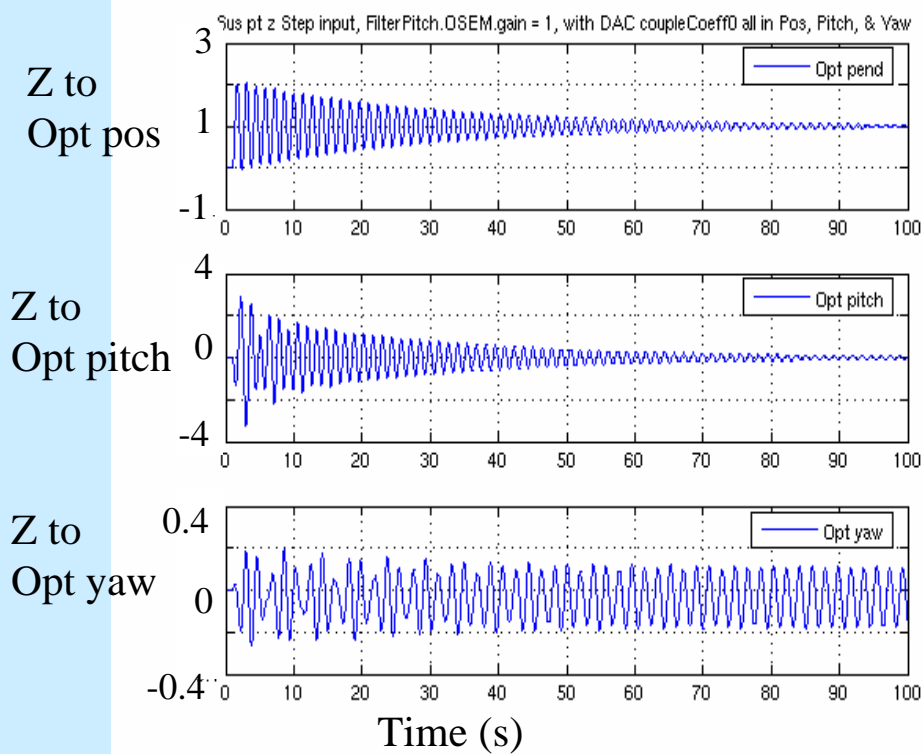 Sus pt z Step input, FilterPitch.OSEM.gain = 1, with DAC coupleCoeff0 all in Pos, Pitch, & Yaw
3
1
-1
Z to
Opt pos
Opt pend
0 10 20 30 40 50 60 70 80 90 100
4
0
-4
Z to
Opt pitch
Opt pitch
0 10 20 30 40 50 60 70 80 90 100
0.4
0
-0.4
Z to
Opt yaw
Opt yaw
0 10 20 30 40 50 60 70 80 90 100
Time (s)